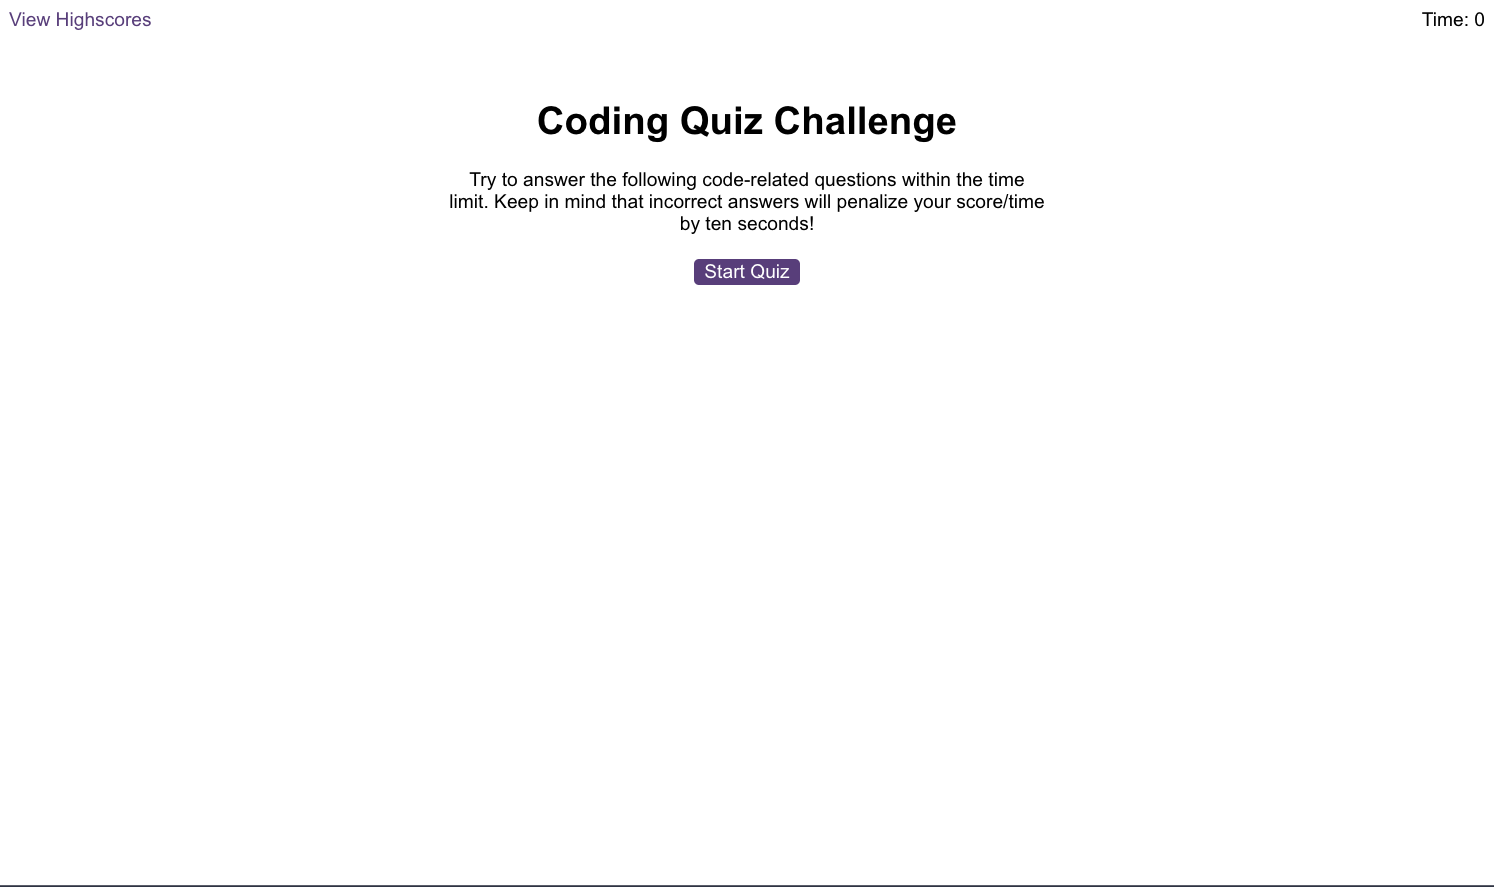 View Highscores
Time: 0
Coding Quiz Challenge
Try to answer the following code-related questions within the time
limit. Keep in mind that incorrect answers will penalize your score/time
by ten seconds!
Start Quiz